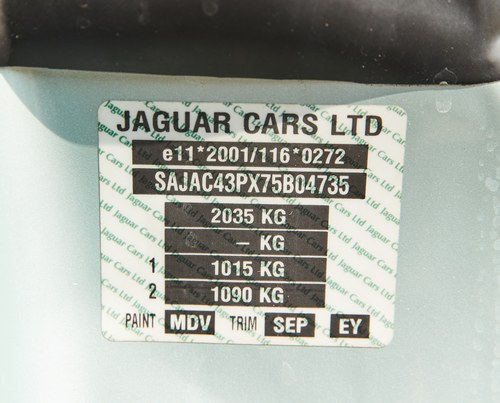 JAGUAR CARS LTD
e11*2001/116*0272
SAJAC43PX75B04735
2035 KG
– KG
1 1015 KG
2 1090 KG
PAINT MDV TRIM SEP EY